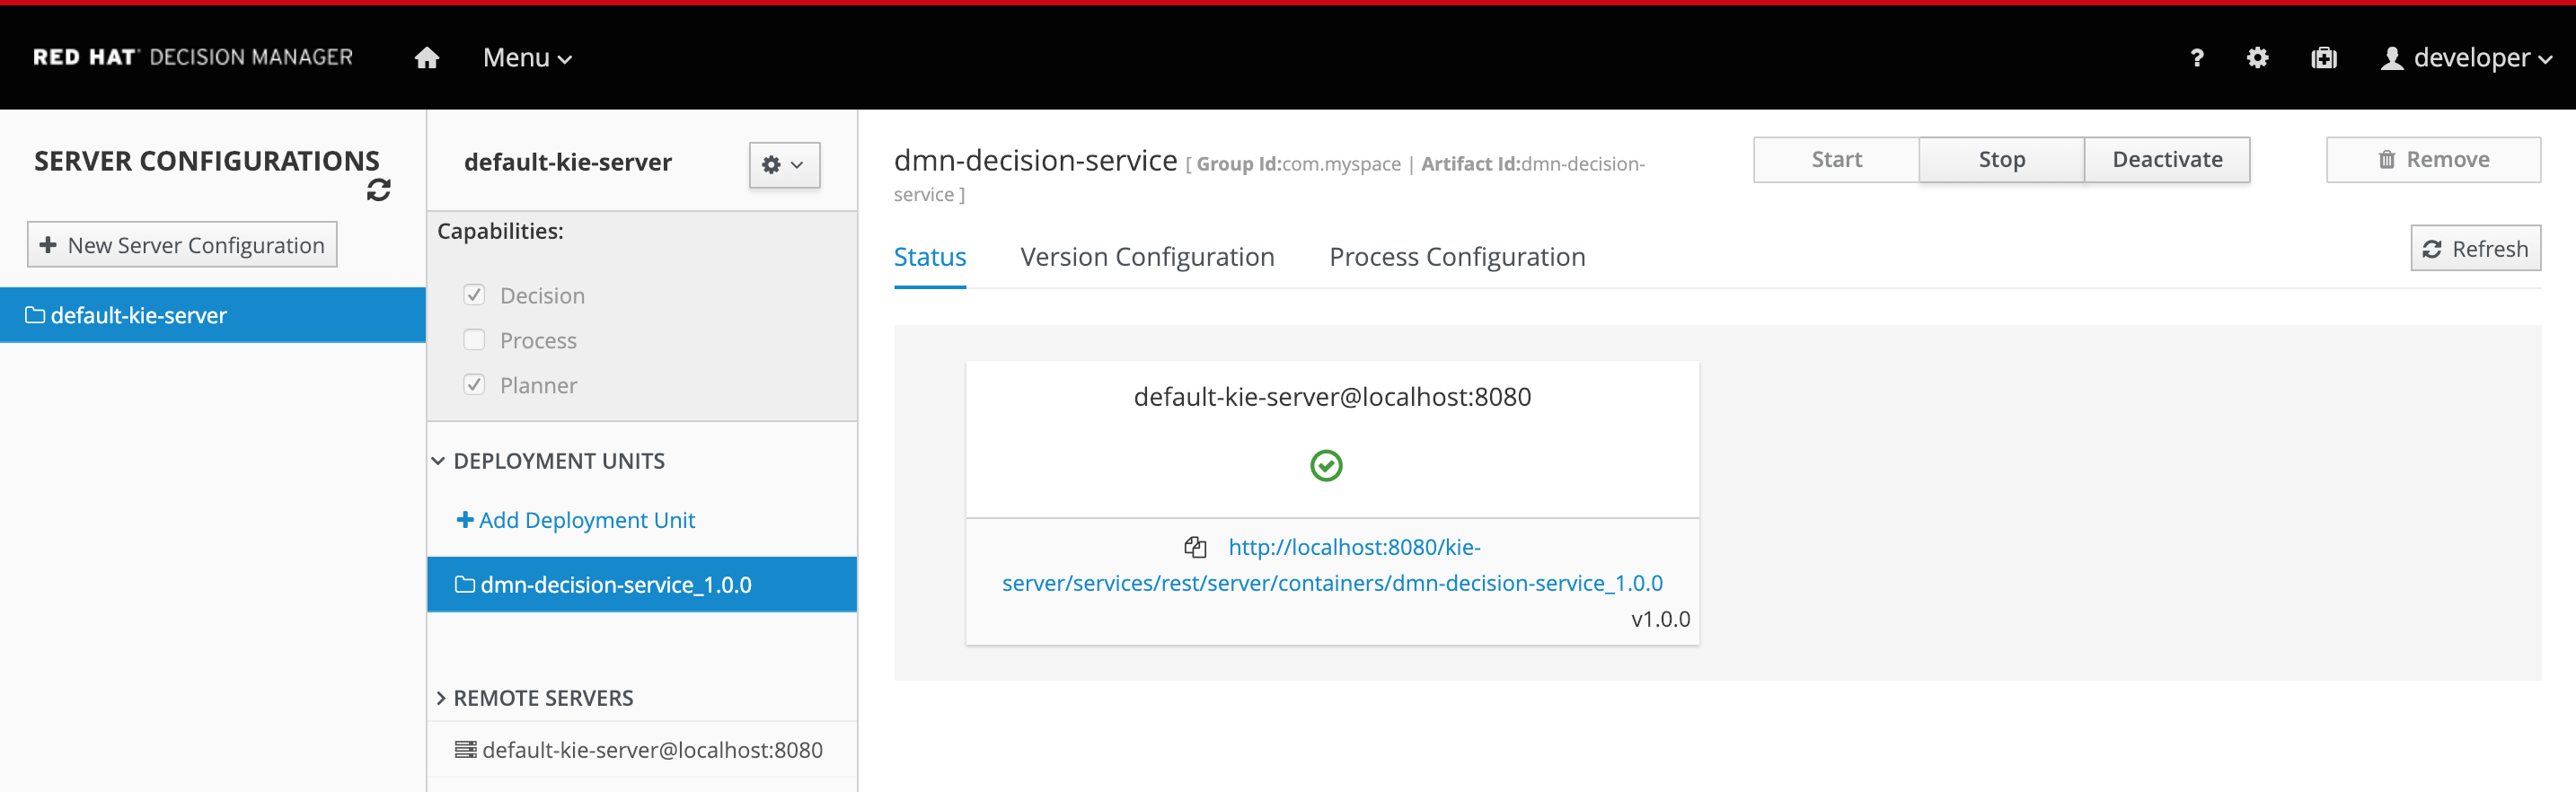 RED HAT DECISION MANAGER
Menu
?
developer
SERVER CONFIGURATIONS
New Server Configuration
default-kie-server
default-kie-server
Capabilities:
Decision
Process
Planner
DEPLOYMENT UNITS
Add Deployment Unit
dmn-decision-service_1.0.0
REMOTE SERVERS
default-kie-server@localhost:8080
dmn-decision-service [ Group Id:com.myspace | Artifact Id:dmn-decision-
service ]
Start
Stop
Deactivate
Remove
Status
Version Configuration
Process Configuration
Refresh
default-kie-server@localhost:8080
http://localhost:8080/kie-
server/services/rest/server/containers/dmn-decision-service_1.0.0
v1.0.0